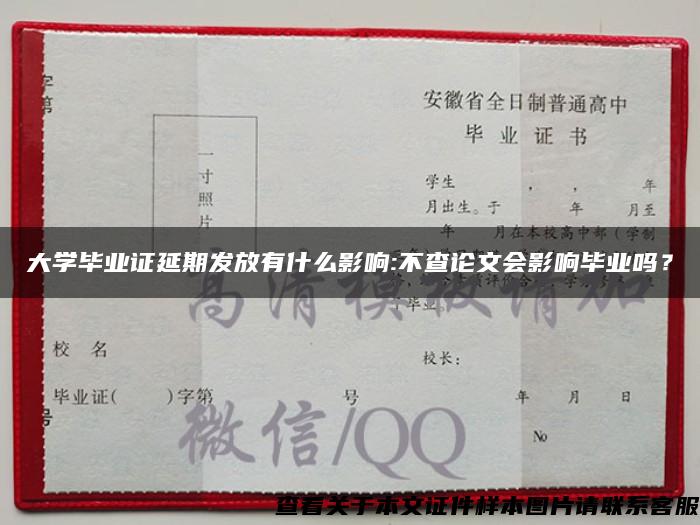 字
第
安徽省全日制普通高中
毕业证书
一寸照片
学生 , , 年
月出生。于 年 月至
年 月在本校高中部（学制
大学毕业证延期发放有什么影响:不查论文会影响毕业吗？
高清模板请加
毕业。
校 名
校长：
毕业证( )字第 号
年 月 日
号
微信/QQ
№
查看关于本文证件样本图片请联系客服